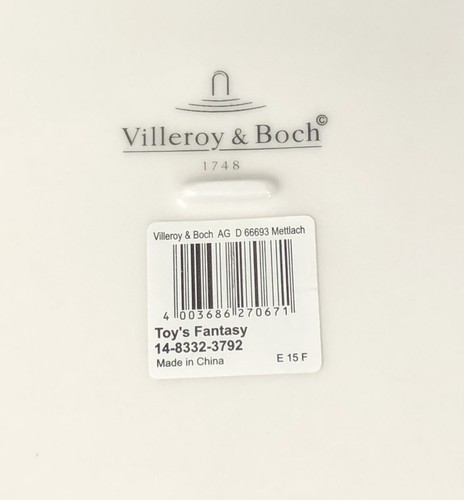 Villeroy & Boch©
1748
Villeroy & Boch AG D 66693 Mettlach
4 003686 270671
Toy's Fantasy
14-8332-3792
Made in China E 15 F